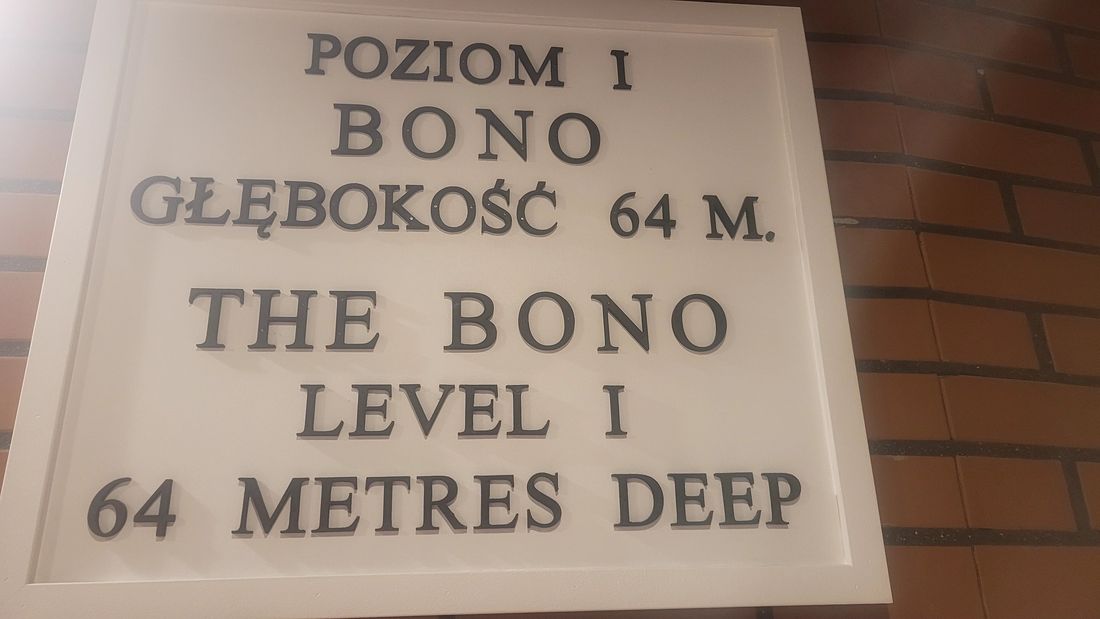 POZIOM I
BONO
GŁĘBOKOŚĆ 64 M.
THE BONO
LEVEL I
64 METRES DEEP